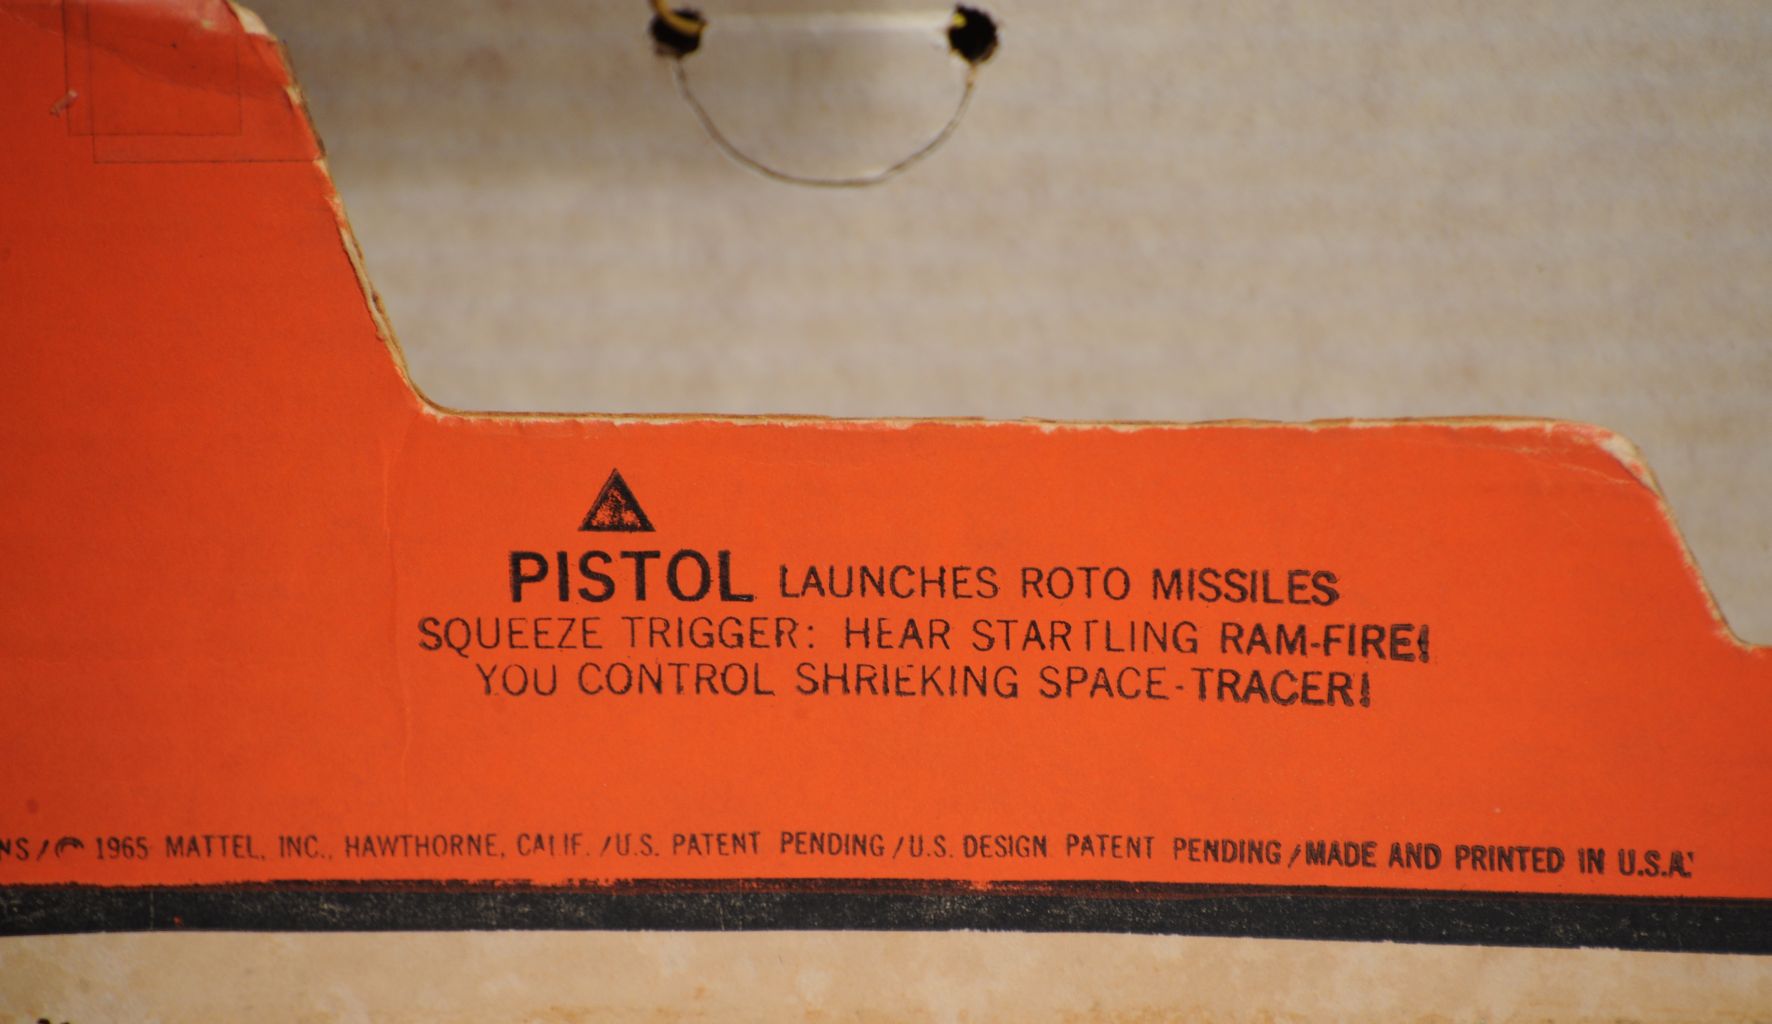 PISTOL LAUNCHES ROTO MISSILES
SQUEEZE TRIGGER: HEAR STARTLING RAM-FIRE!
YOU CONTROL SHRIEKING SPACE-TRACER!
NS/© 1965 MATTEL, INC., HAWTHORNE, CALIF./U.S. PATENT PENDING/U.S. DESIGN PATENT PENDING/MADE AND PRINTED IN U.S.A.